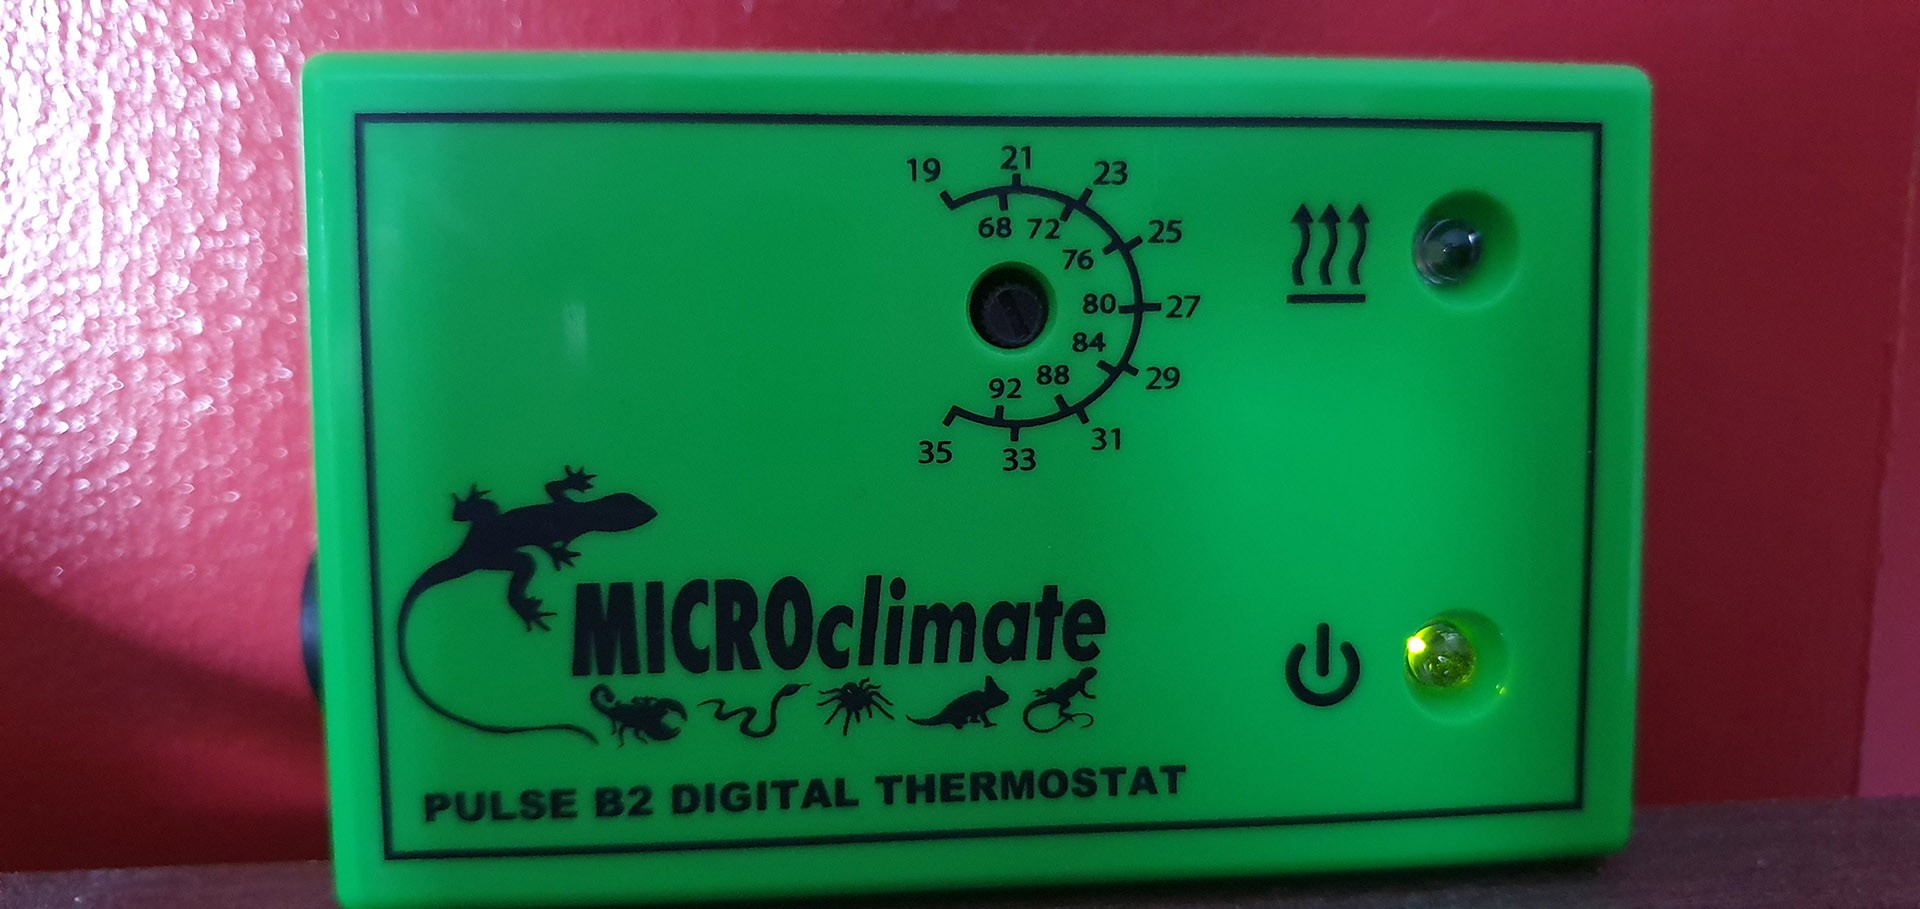 19 21 23
68 72 25
76
80 27
84
92 88 29
35 33 31
MICROclimate
PULSE B2 DIGITAL THERMOSTAT